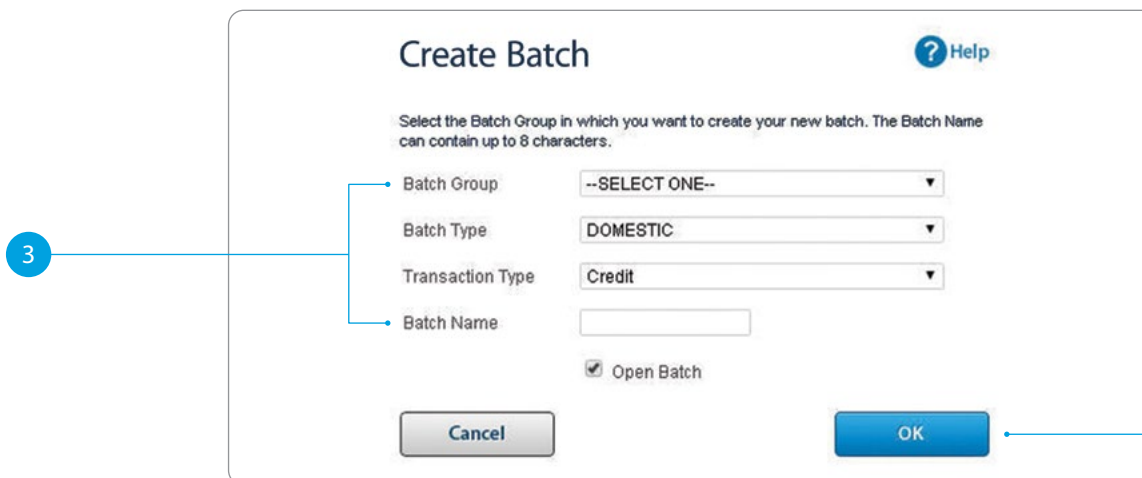 Create Batch
Help
Select the Batch Group in which you want to create your new batch. The Batch Name
can contain up to 8 characters.
Batch Group --SELECT ONE--
Batch Type DOMESTIC
3
Transaction Type Credit
Batch Name
Open Batch
Cancel OK